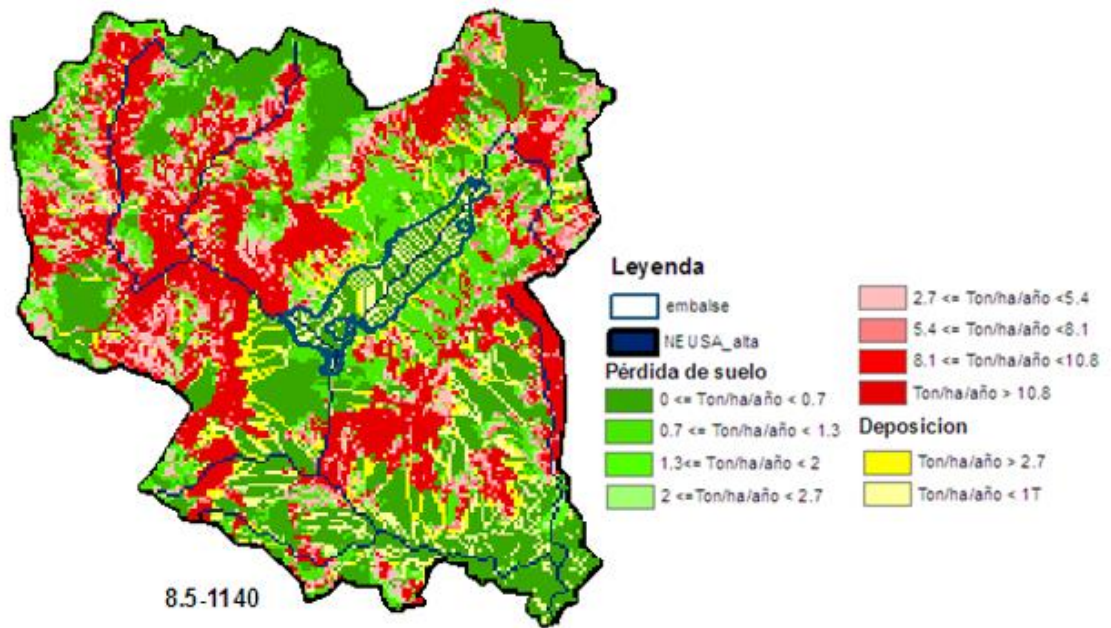 Leyenda
embalse
NEUSA_alta
Pérdida de suelo
0 <= Ton/ha/año < 0.7
0.7 <= Ton/ha/año < 1.3
1.3<= Ton/ha/año < 2
2 <=Ton/ha/año < 2.7
2.7 <= Ton/ha/año <5.4
5.4 <= Ton/ha/año <8.1
8.1 <= Ton/ha/año <10.8
Ton/ha/año > 10.8
Deposicion
Ton/ha/año > 2.7
Ton/ha/año < 1T
8.5-1140